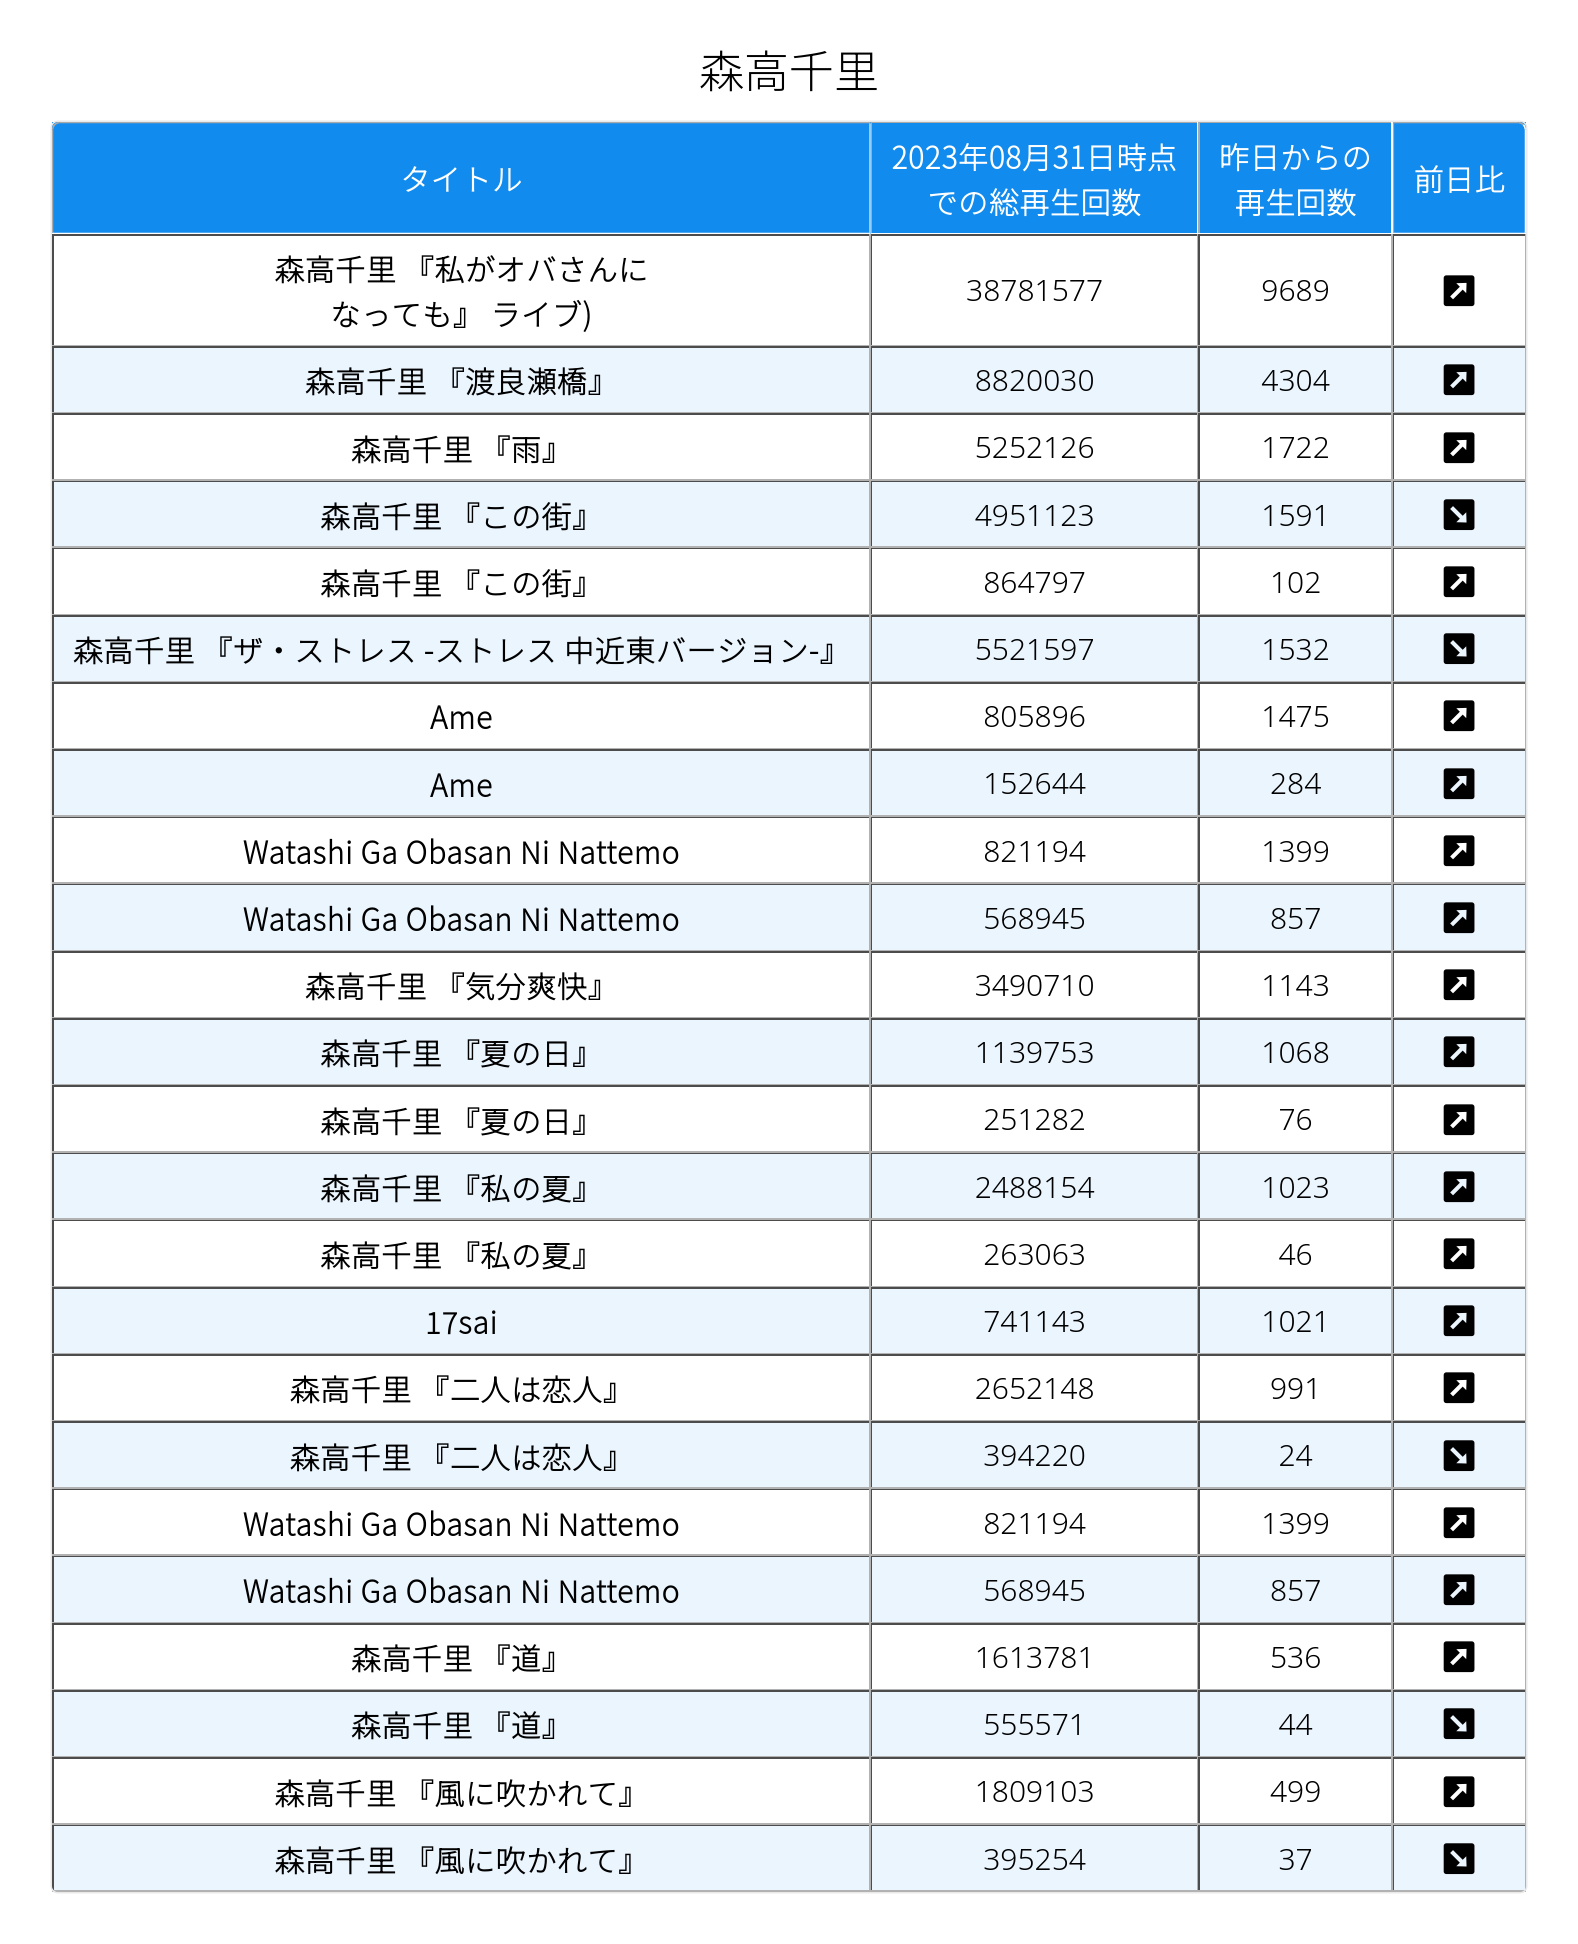 森高千里
タイトル
2023年08月31日時点
での総再生回数
昨日からの
再生回数
前日比
森高千里 『私がオバさんに
なっても』 ライブ)
38781577 9689
森高千里 『渡良瀬橋』 8820030 4304
森高千里 『雨』 5252126 1722
森高千里 『この街』 4951123 1591
森高千里 『この街』 864797 102
森高千里 『ザ・ストレス -ストレス 中近東バージョン-』 5521597 1532
Ame 805896 1475
Ame 152644 284
Watashi Ga Obasan Ni Nattemo 821194 1399
Watashi Ga Obasan Ni Nattemo 568945 857
森高千里 『気分爽快』 3490710 1143
森高千里 『夏の日』 1139753 1068
森高千里 『夏の日』 251282 76
森高千里 『私の夏』 2488154 1023
森高千里 『私の夏』 263063 46
17sai 741143 1021
森高千里 『二人は恋人』 2652148 991
森高千里 『二人は恋人』 394220 24
Watashi Ga Obasan Ni Nattemo 821194 1399
Watashi Ga Obasan Ni Nattemo 568945 857
森高千里 『道』 1613781 536
森高千里 『道』 555571 44
森高千里 『風に吹かれて』 1809103 499
森高千里 『風に吹かれて』 395254 37